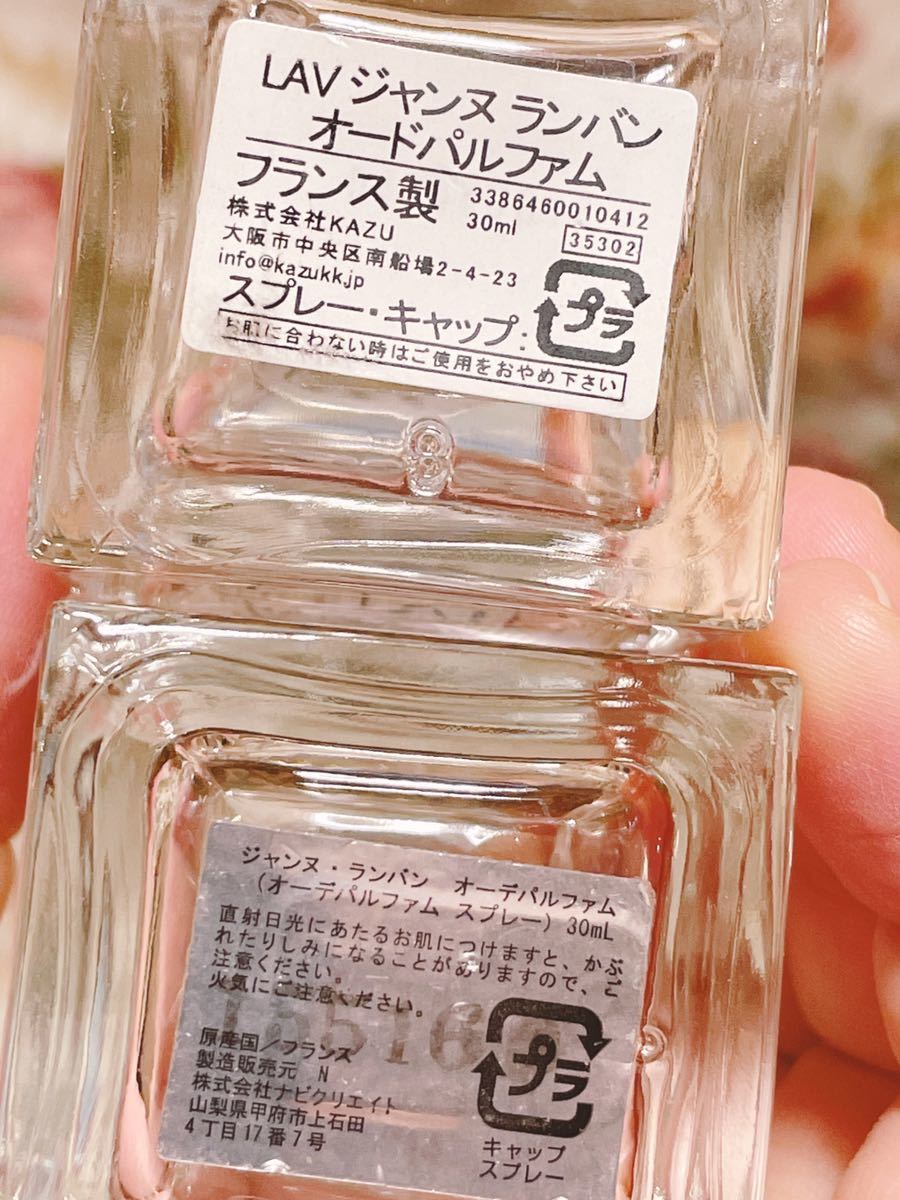 LAV ジャンヌ ランバン
オードパルファム
フランス製
3386460010412
30ml
35302
株式会社KAZU
大阪市中央区南船場2-4-23
info@kazukk.jp
スプレー・キャップ:
プラ
お肌に合わない時はご使用をおやめ下さい
ジャンヌ・ランバン オーデパルファム
(オーデパルファム スプレー) 30mL
直射日光にあたるお肌につけますと、かぶ
れたりしみになることがありますので、ご
注意ください。
火気にご注意ください。
原産国/フランス
製造販売元 N
株式会社ナビクリエイト
山梨県甲府市上石田
4丁目17番7号
プラ
キャップ
スプレー